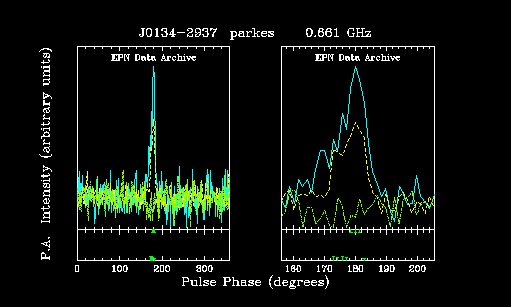 J0134-2937 parkes 0.661 GHz
EPN Data Archive EPN Data Archive
P.A. Intensity (arbitrary units)
0 100 200 300 160 170 180 190 200
Pulse Phase (degrees)